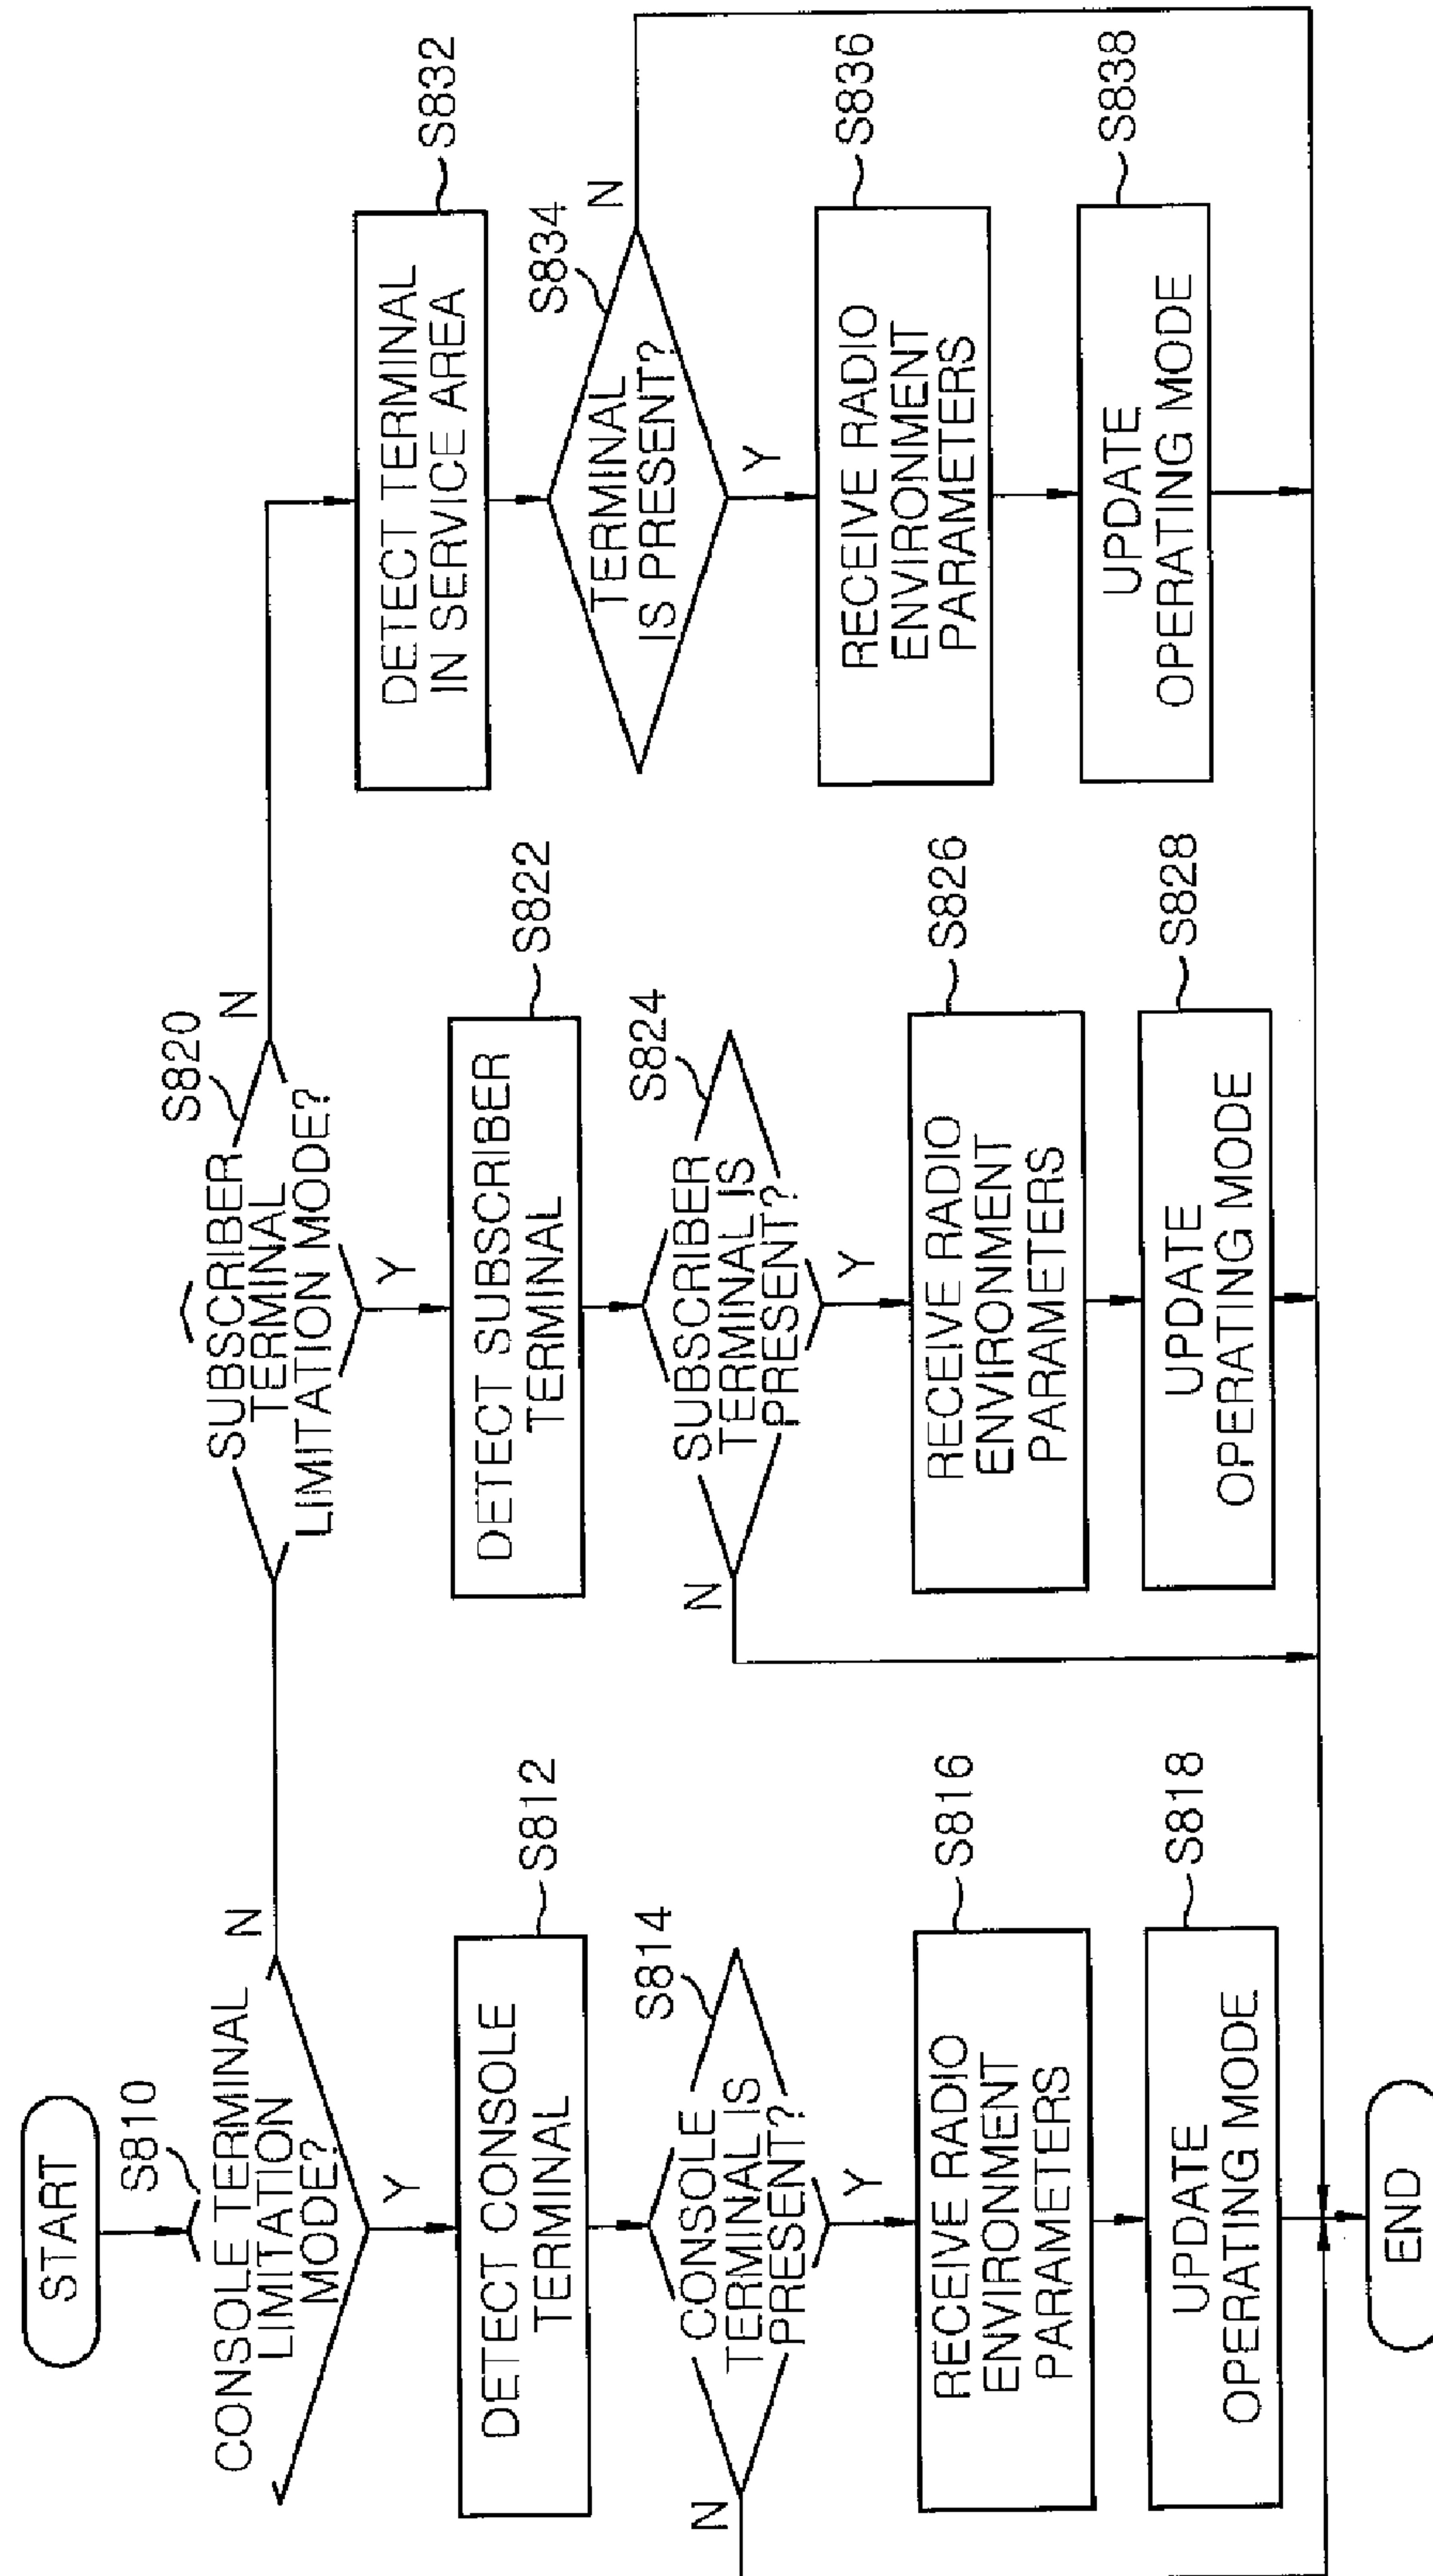 START
S810
CONSOLE TERMINAL
LIMITATION
MODE?
N
Y
DETECT CONSOLE
TERMINAL
S812
S814
CONSOLE
TERMINAL IS
PRESENT?
N
Y
RECEIVE RADIO
ENVIRONMENT
PARAMETERS
S816
UPDATE
OPERATING MODE
S818
END
S820
SUBSCRIBER
TERMINAL
LIMITATION MODE?
N
Y
DETECT SUBSCRIBER
TERMINAL
S822
S824
SUBSCRIBER
TERMINAL IS
PRESENT?
N
Y
RECEIVE RADIO
ENVIRONMENT
PARAMETERS
S826
UPDATE
OPERATING MODE
S828
DETECT TERMINAL
IN SERVICE AREA
S832
S834
TERMINAL
IS PRESENT?
N
Y
RECEIVE RADIO
ENVIRONMENT
PARAMETERS
S836
UPDATE
OPERATING MODE
S838